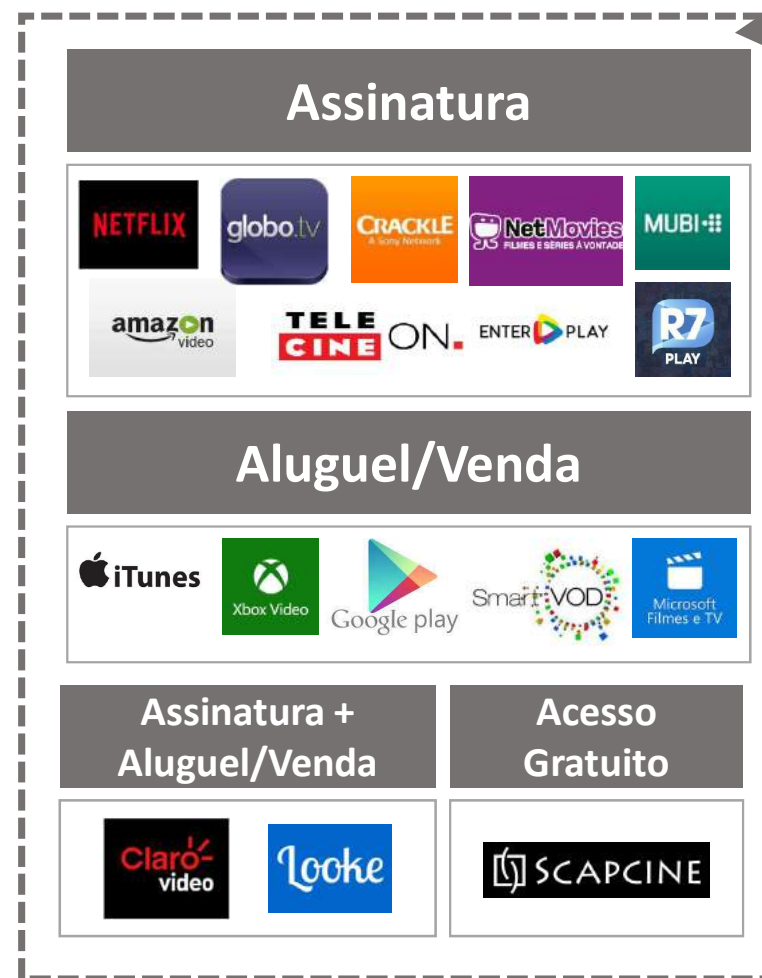 Assinatura
NETFLIX
globo.tv
CRACKLE
A Sony Network
NetMovies
FILMES E SÉRIES À VONTADE
MUBI
amazon
video
TELE
CINE
ON.
ENTER PLAY
R7
PLAY
Aluguel/Venda
iTunes
Xbox Video
Google play
Smart VOD
Microsoft
Filmes e TV
Assinatura +
Aluguel/Venda
Acesso
Gratuito
Claro-
video
Looke
SCAPCINE